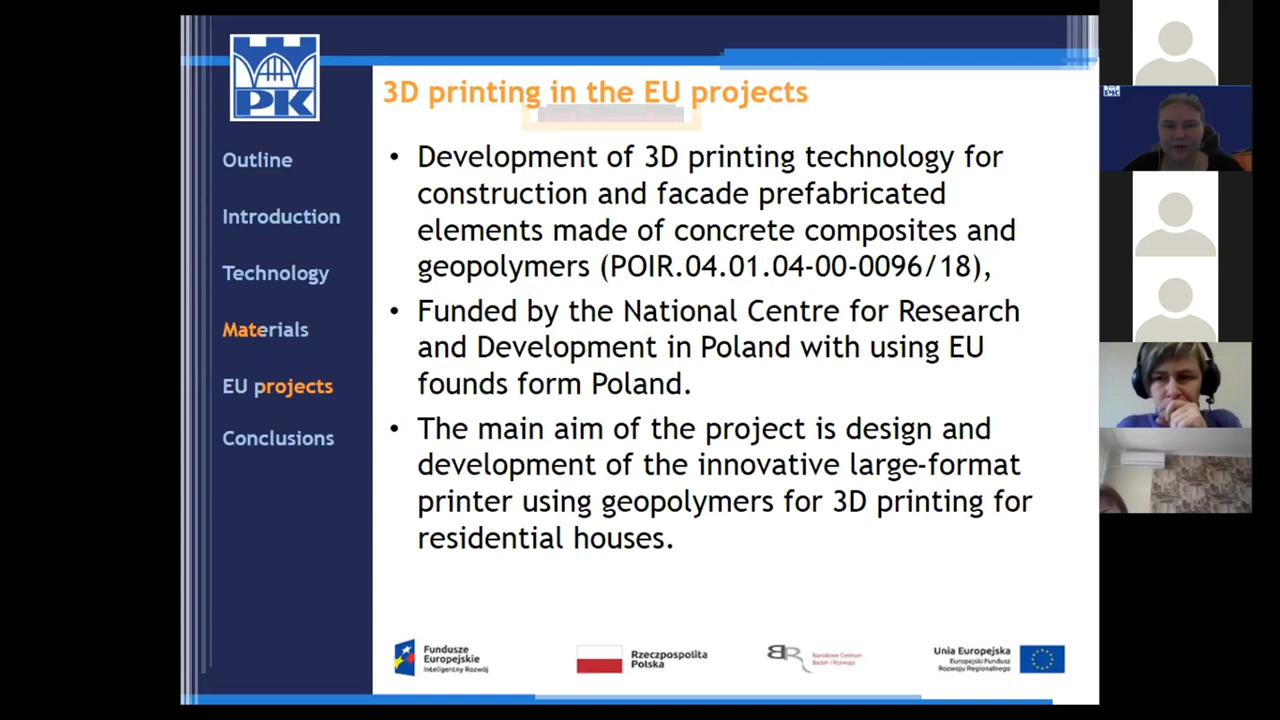 PK
3D printing in the EU projects
Outline
Introduction
Technology
Materials
EU projects
Conclusions
• Development of 3D printing technology for
construction and facade prefabricated
elements made of concrete composites and
geopolymers (POIR.04.01.04-00-0096/18),
• Funded by the National Centre for Research
and Development in Poland with using EU
founds form Poland.
• The main aim of the project is design and
development of the innovative large-format
printer using geopolymers for 3D printing for
residential houses.
Fundusze
Europejskie
Inteligentny Rozwój
Rzeczpospolita
Polska
Narodowe Centrum
Badań i Rozwoju
Unia Europejska
Europejski Fundusz
Rozwoju Regionalnego
PK